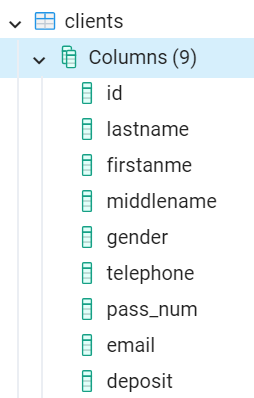 clients
Columns (9)
id
lastname
firstanme
middlename
gender
telephone
pass_num
email
deposit